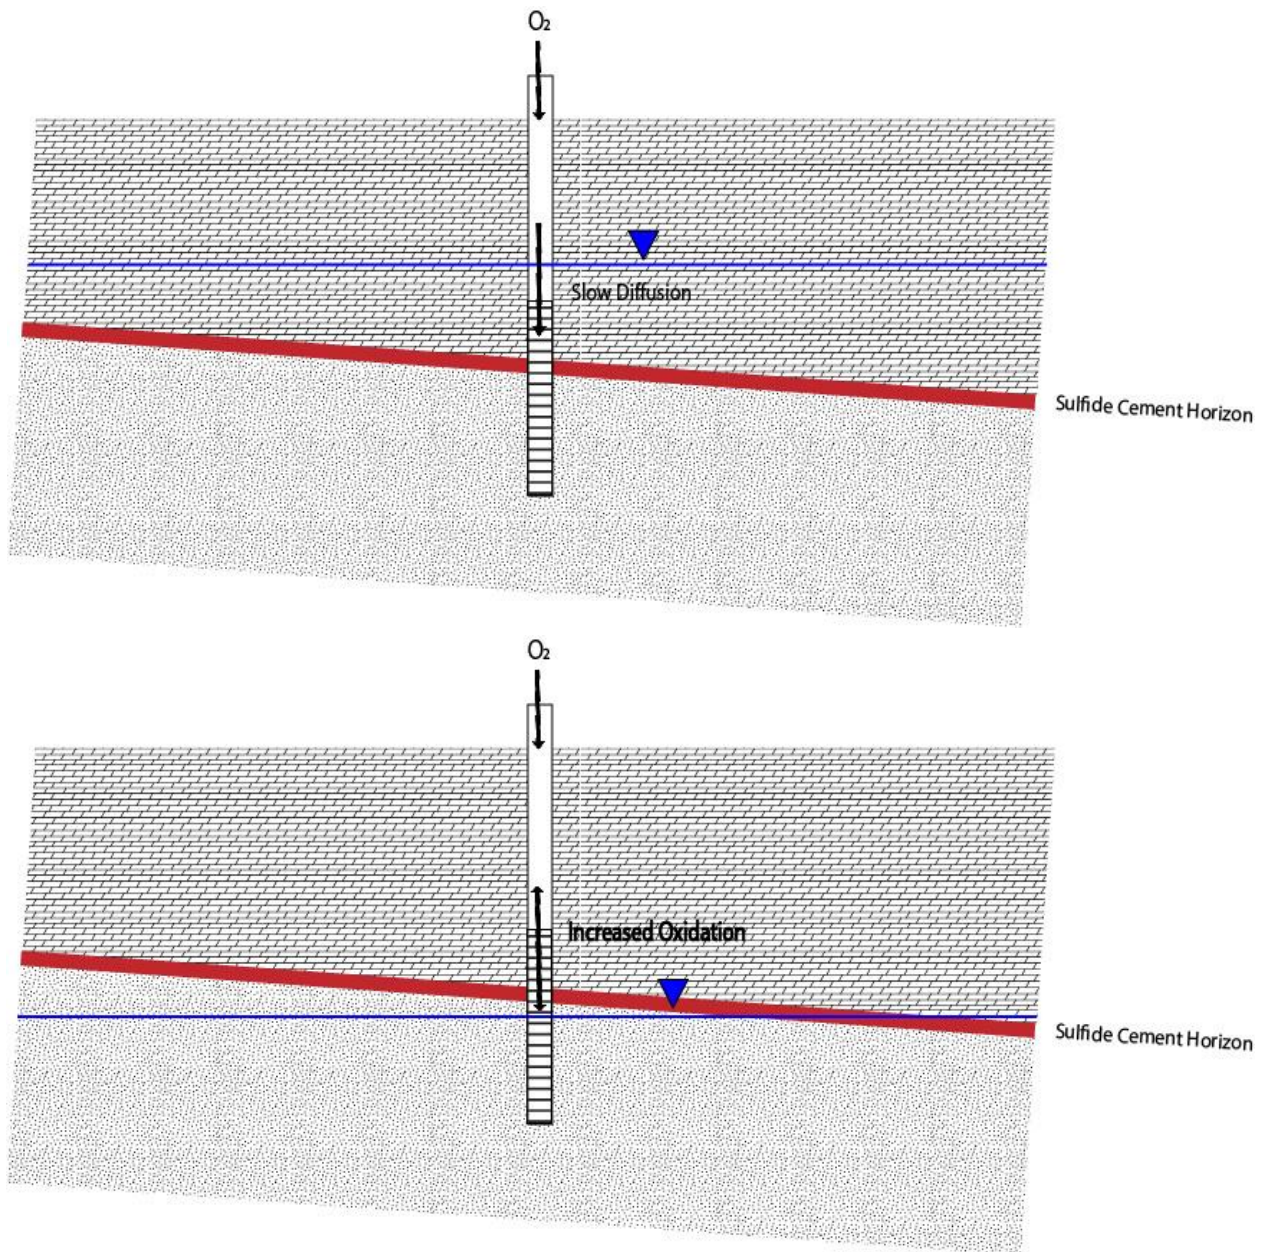 O₂
Slow Diffusion
Sulfide Cement Horizon
O₂
Increased Oxidation
Sulfide Cement Horizon